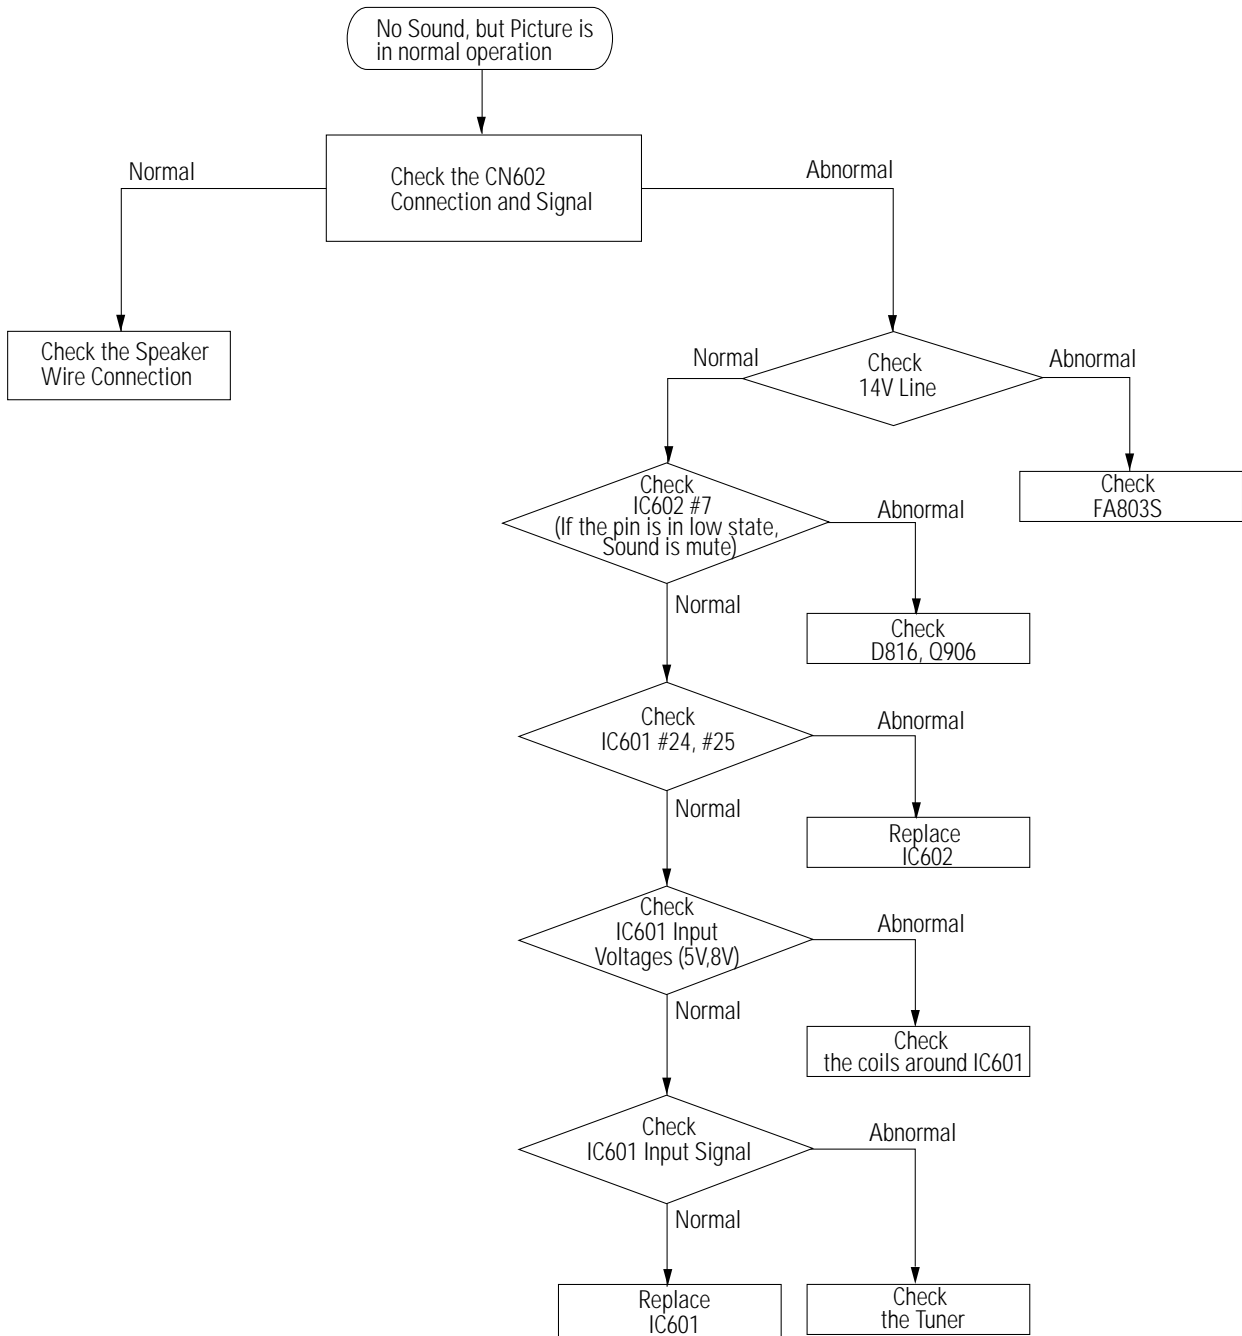 No Sound, but Picture is
in normal operation
Normal
Check the CN602
Connection and Signal
Abnormal
Check the Speaker
Wire Connection
Normal
Check
14V Line
Abnormal
Check
FA803S
Check
IC602 #7
(If the pin is in low state,
Sound is mute)
Abnormal
Normal
Check
D816, Q906
Check
IC601 #24, #25
Abnormal
Normal
Replace
IC602
Check
IC601 Input
Voltages (5V,8V)
Abnormal
Normal
Check
the coils around IC601
Check
IC601 Input Signal
Abnormal
Normal
Replace
IC601
Check
the Tuner